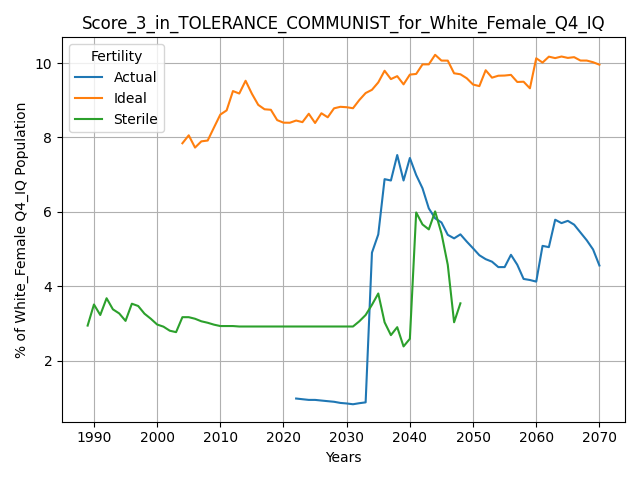 Score_3_in_TOLERANCE_COMMUNIST_for_White_Female_Q4_IQ
Fertility
Actual
Ideal
Sterile
% of White_Female Q4_IQ Population
10
8
6
4
2
1990 2000 2010 2020 2030 2040 2050 2060 2070
Years